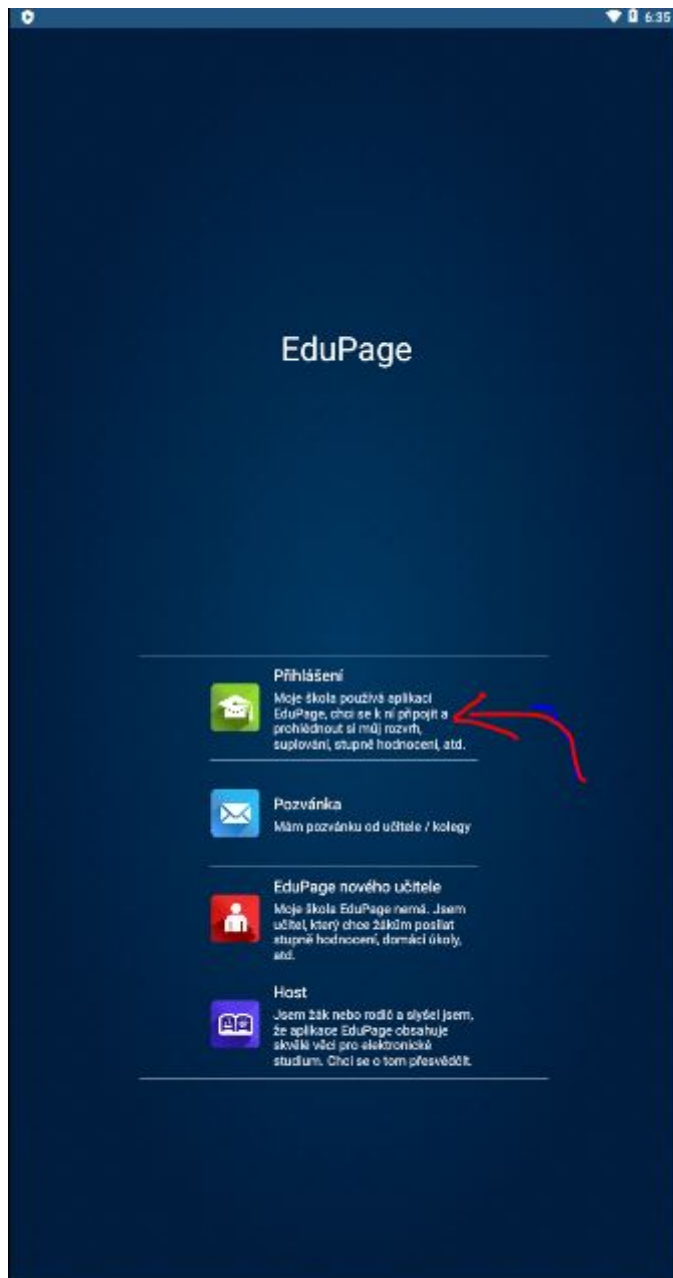 6:35
EduPage
Přihlášení
Moje škola používá aplikaci
EduPage, chci se k ní připojit a
prohlédnout si můj rozvrh,
suplování, stupně hodnocení, atd.
Pozvánka
Mám pozvánku od učitele / kolegy
EduPage nového učitele
Moje škola EduPage nemá. Jsem
učitel, který chce žákům posílat
stupně hodnocení, domácí úkoly,
atd.
Host
Jsem žák nebo rodič a slyšel jsem,
že aplikace EduPage obsahuje
skvělé věci pro elektronické
studium. Chci se o tom přesvědčit.